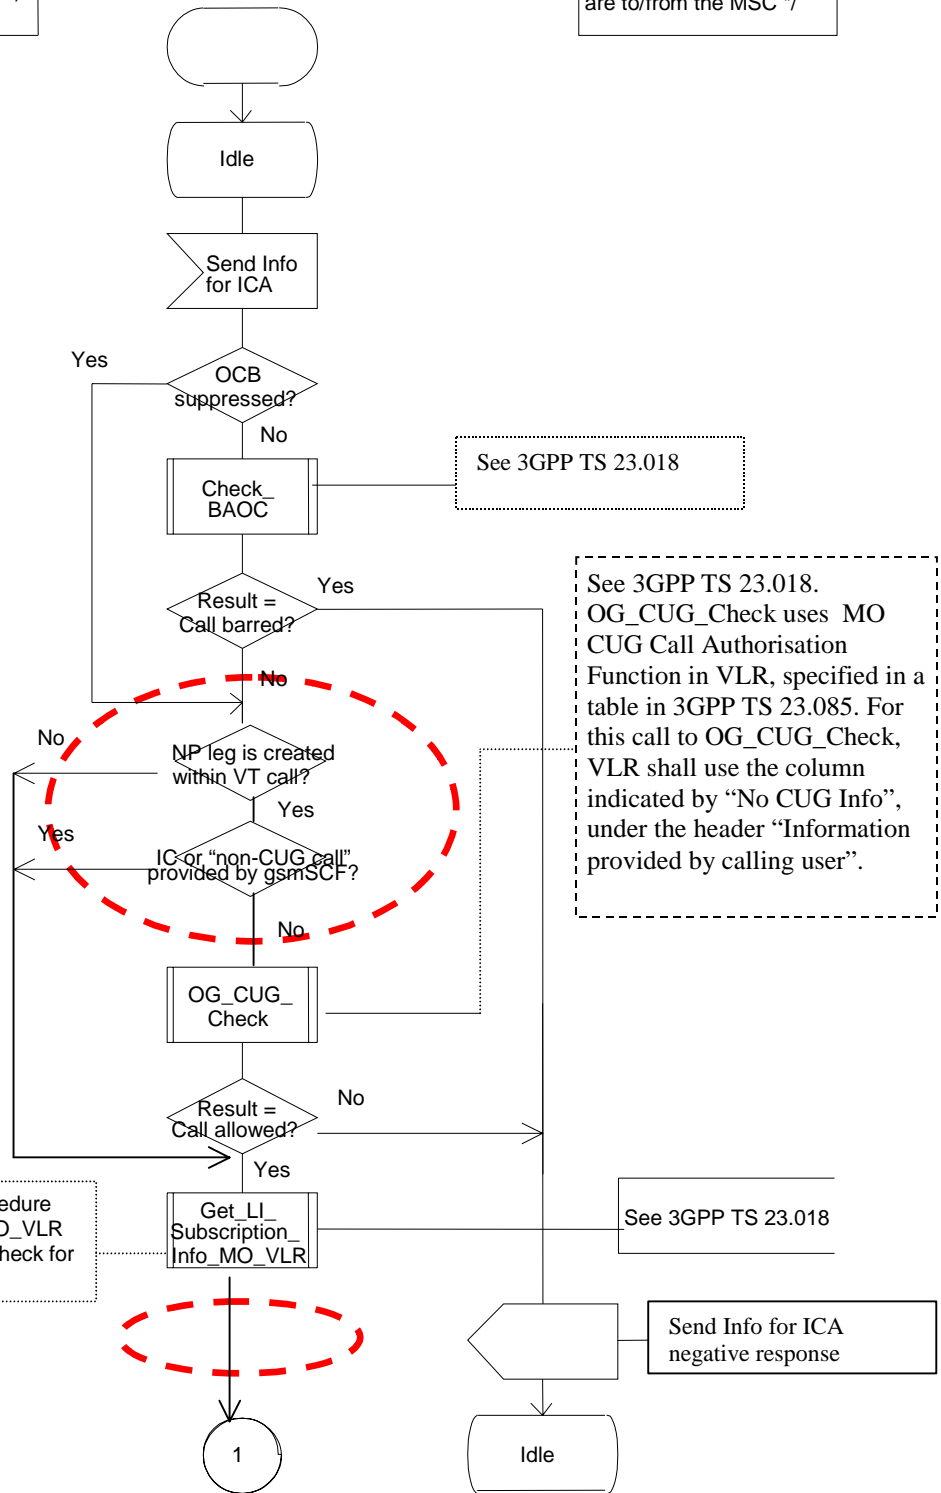 are to/from the MSC */
Idle
Send Info
for ICA
Yes
OCB
suppressed?
No
See 3GPP TS 23.018
Check_
BAOC
Result =
Call barred?
Yes
No
See 3GPP TS 23.018.
OG_CUG_Check uses MO
CUG Call Authorisation
Function in VLR, specified in a
table in 3GPP TS 23.085. For
this call to OG_CUG_Check,
VLR shall use the column
indicated by “No CUG Info”,
under the header “Information
provided by calling user”.
No
NP leg is created
within VT call?
Yes
Yes
IC or “non-CUG call”
provided by gsmSCF?
No
OG_CUG_
Check
Result =
Call allowed?
No
Yes
edure
O_VLR
heck for
Get_LI_
Subscription_
Info_MO_VLR
See 3GPP TS 23.018
Send Info for ICA
negative response
1
Idle